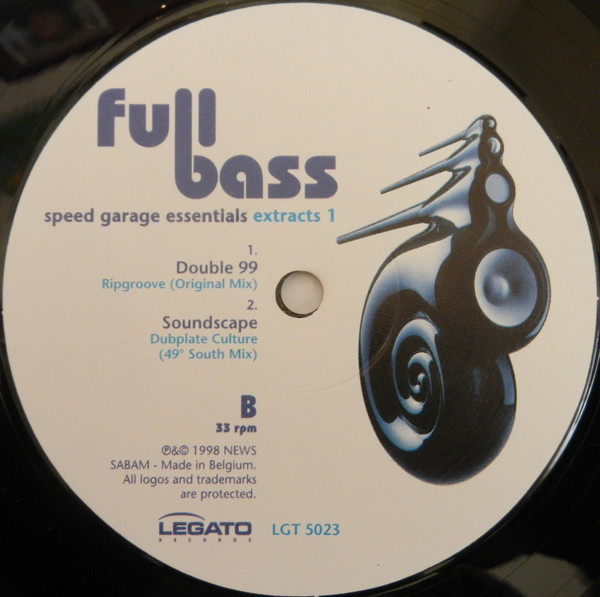 full
bass
speed garage essentials extracts 1
1.
Double 99
Ripgroove (Original Mix)
2.
Soundscape
Dubplate Culture
(49° South Mix)
B
33 rpm
℗&© 1998 NEWS
SABAM - Made in Belgium.
All logos and trademarks
are protected.
LEGATO
RECORDS
LGT 5023